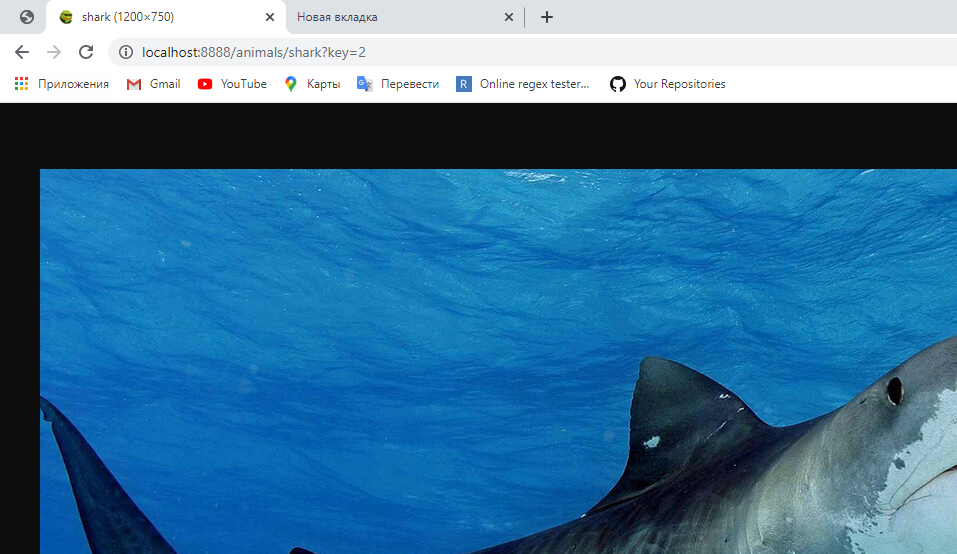 shark (1200×750)
Новая вкладка
localhost:8888/animals/shark?key=2
Приложения
Gmail
YouTube
Карты
Перевести
R Online regex tester...
Your Repositories